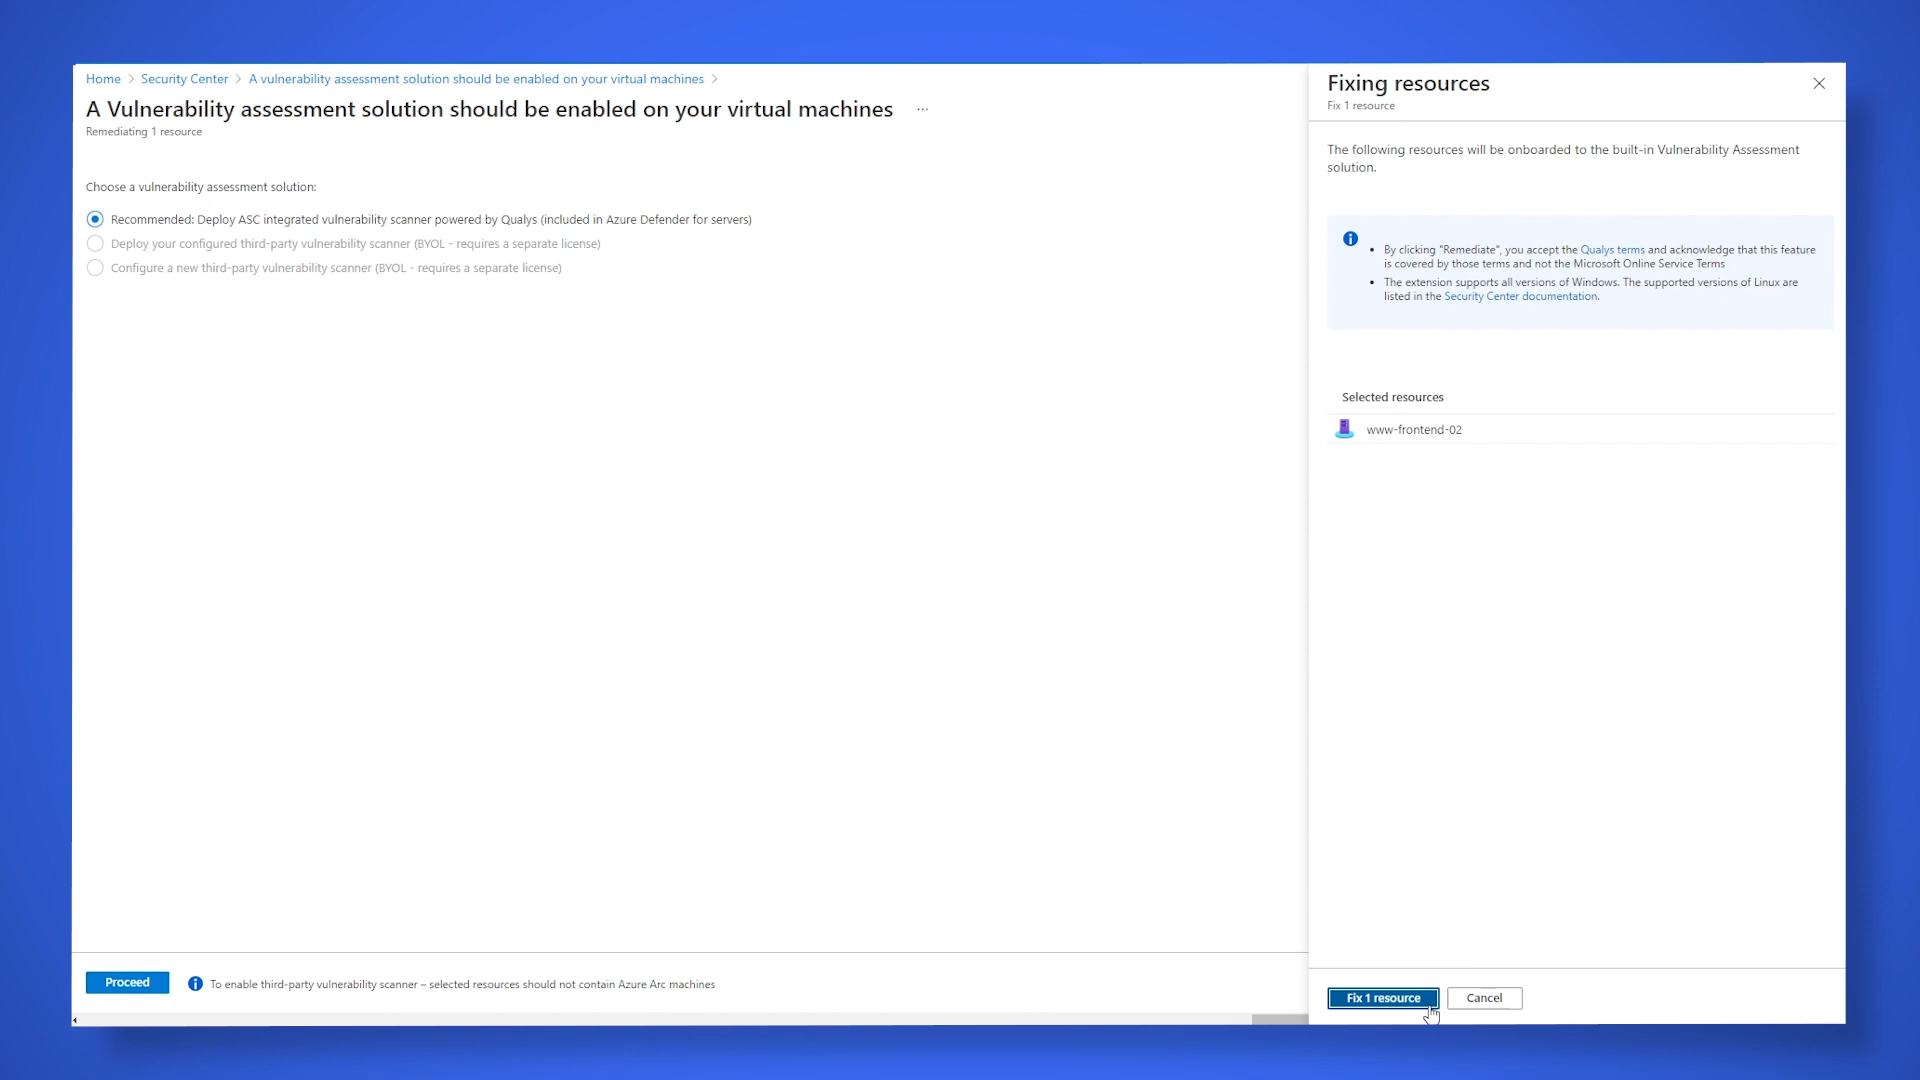 Home > Security Center > A vulnerability assessment solution should be enabled on your virtual machines >
A Vulnerability assessment solution should be enabled on your virtual machines ...
Remediating 1 resource
Choose a vulnerability assessment solution:
Recommended: Deploy ASC integrated vulnerability scanner powered by Qualys (included in Azure Defender for servers)
Deploy your configured third-party vulnerability scanner (BYOL - requires a separate license)
Configure a new third-party vulnerability scanner (BYOL - requires a separate license)
Proceed
To enable third-party vulnerability scanner – selected resources should not contain Azure Arc machines
Fixing resources
Fix 1 resource
The following resources will be onboarded to the built-in Vulnerability Assessment
solution.
• By clicking "Remediate", you accept the Qualys terms and acknowledge that this feature
is covered by those terms and not the Microsoft Online Service Terms
• The extension supports all versions of Windows. The supported versions of Linux are
listed in the Security Center documentation.
Selected resources
www-frontend-02
Fix 1 resource
Cancel